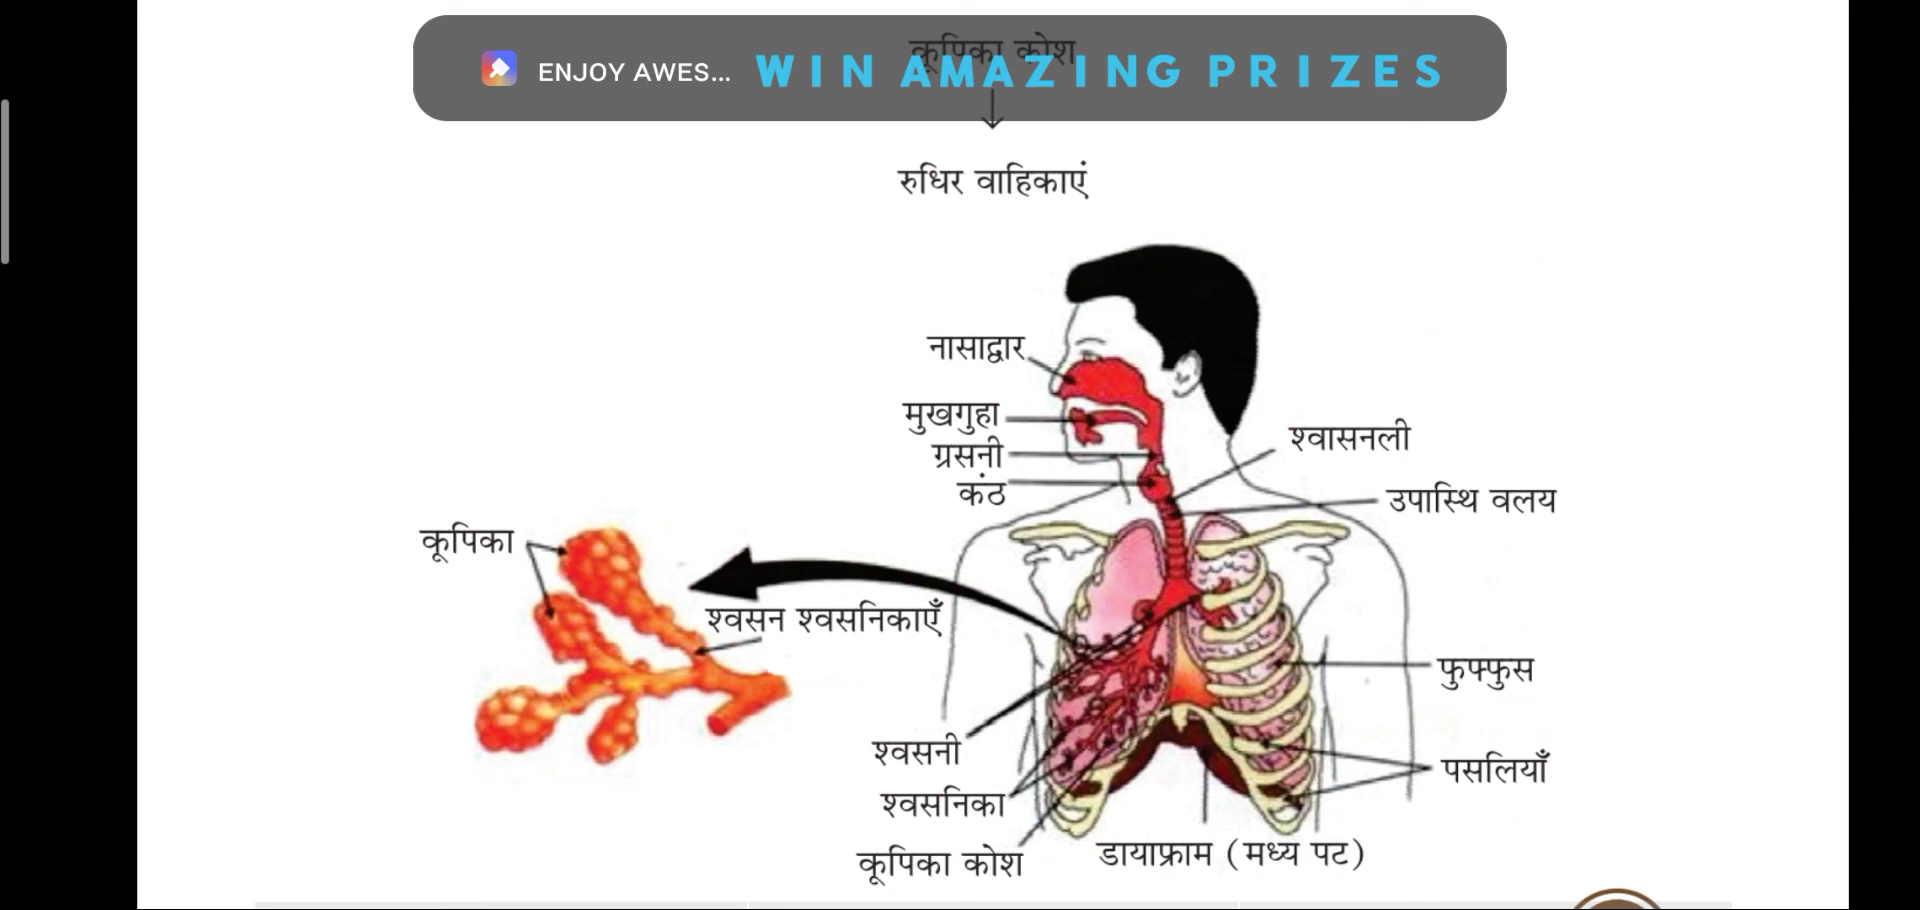 कूपिका कोश
ENJOY AWES... WIN AMAZING PRIZES
रुधिर वाहिकाएं
नासाद्वार
मुखगुहा
ग्रसनी
कंठ
श्वासनली
उपास्थि वलय
कूपिका
श्वसन श्वसनिकाएँ
फुफ्फुस
श्वसनी
पसलियाँ
श्वसनिका
डायाफ्राम (मध्य पट)
कूपिका कोश